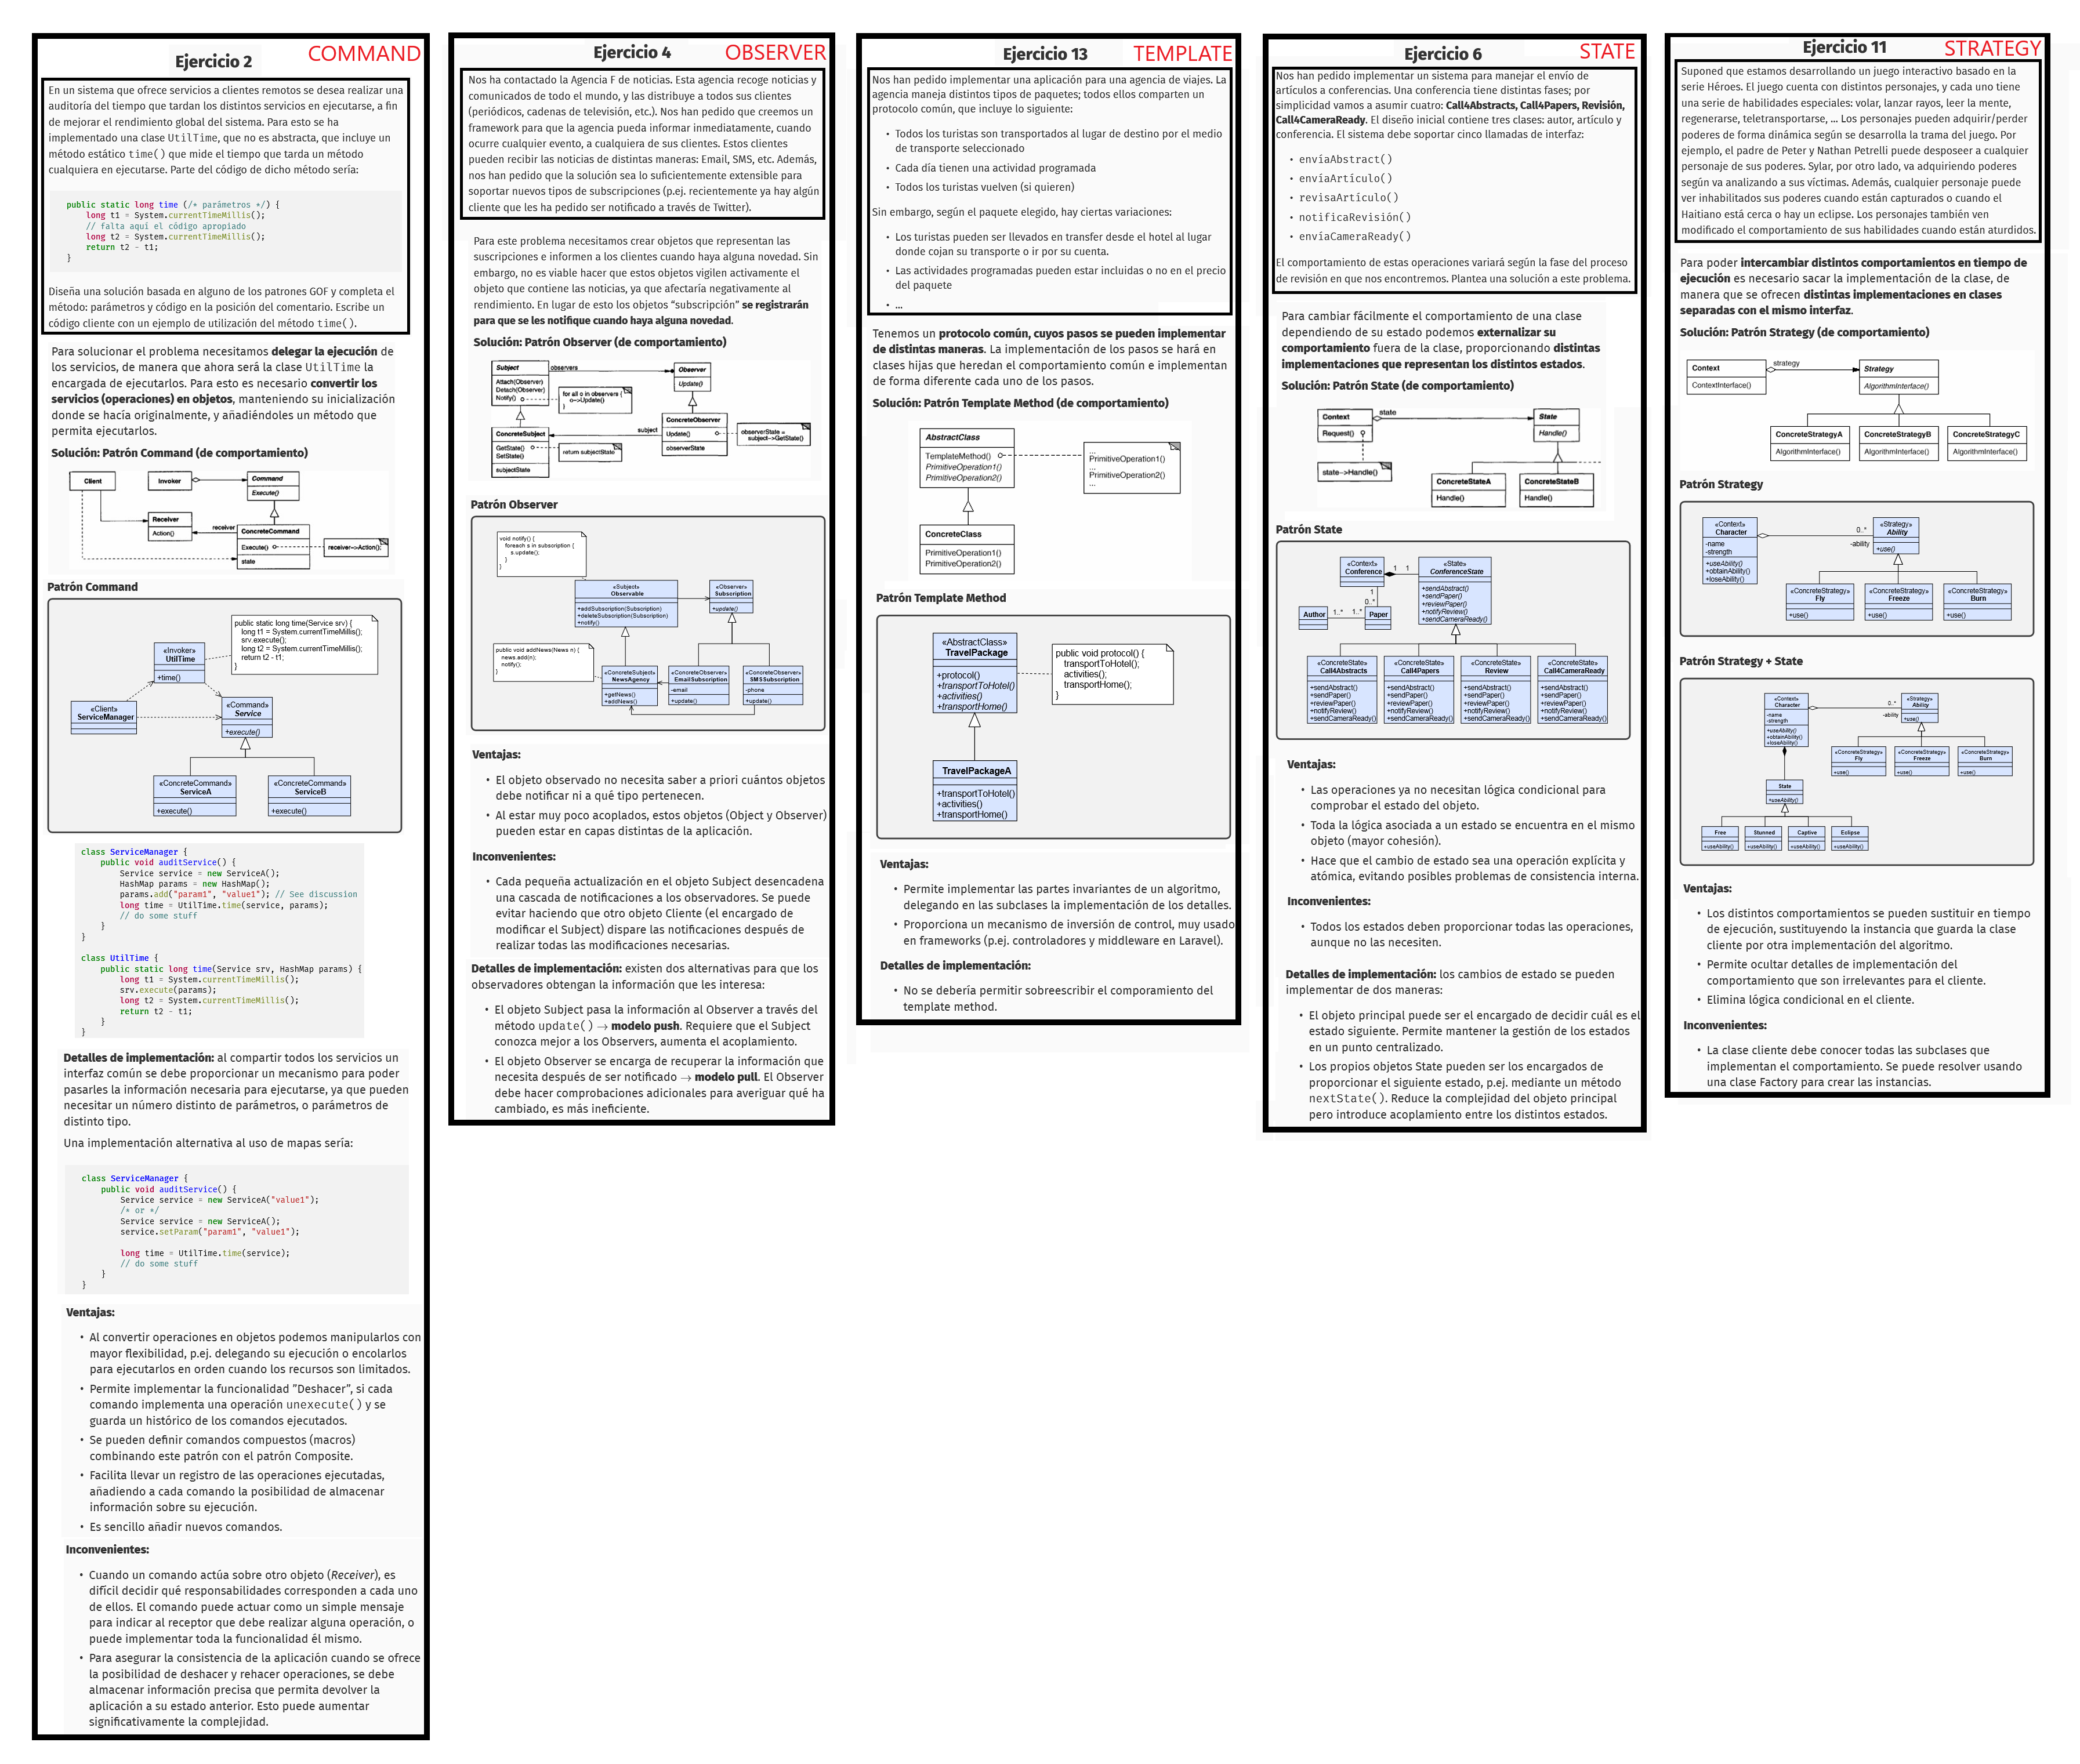 Ejercicio 2
COMMAND
En un sistema que ofrece servicios a clientes remotos se desea realizar una
auditoría del tiempo que tardan los distintos servicios en ejecutarse, a fin
de mejorar el rendimiento global del sistema. Para esto se ha
implementado una clase UtilTime, que no es abstracta, que incluye un
método estático time() que mide el tiempo que tarda un método
cualquiera en ejecutarse. Parte del código de dicho método sería:
public static long time (/* parámetros */) {
long t1 = System.currentTimeMillis();
// falta aquí el código apropiado
long t2 = System.currentTimeMillis();
return t2 - t1;
}
Diseña una solución basada en alguno de los patrones GOF y completa el
método: parámetros y código en la posición del comentario. Escribe un
código cliente con un ejemplo de utilización del método time().
Para solucionar el problema necesitamos delegar la ejecución de
los servicios, de manera que ahora será la clase UtilTime la
encargada de ejecutarlos. Para esto es necesario convertir los
servicios (operaciones) en objetos, manteniendo su inicialización
donde se hacía originalmente, y añadiéndoles un método que
permita ejecutarlos.
Solución: Patrón Command (de comportamiento)
Client
Invoker
Command
Execute()
Receiver
Action()
receiver
ConcreteCommand
Execute()
state
receiver->Action();
Patrón Command
public static long time(Service srv) {
long t1 = System.currentTimeMillis();
srv.execute();
long t2 = System.currentTimeMillis();
return t2 - t1;
}
«Invoker»
UtilTime
+time()
«Client»
ServiceManager
«Command»
Service
+execute()
«ConcreteCommand»
ServiceA
+execute()
«ConcreteCommand»
ServiceB
+execute()
class ServiceManager {
public void auditService() {
Service service = new ServiceA();
HashMap params = new HashMap();
params.add("param1", "value1"); // See discussion
long time = UtilTime.time(service, params);
// do some stuff
}
}
class UtilTime {
public static long time(Service srv, HashMap params) {
long t1 = System.currentTimeMillis();
srv.execute(params);
long t2 = System.currentTimeMillis();
return t2 - t1;
}
}
Detalles de implementación: al compartir todos los servicios un
interfaz común se debe proporcionar un mecanismo para poder
pasarles la información necesaria para ejecutarse, ya que pueden
necesitar un número distinto de parámetros, o parámetros de
distinto tipo.
Una implementación alternativa al uso de mapas sería:
class ServiceManager {
public void auditService() {
Service service = new ServiceA("value1");
/* or */
Service service = new ServiceA();
service.setParam("param1", "value1");
long time = UtilTime.time(service);
// do some stuff
}
}
Ventajas:
• Al convertir operaciones en objetos podemos manipularlos con
mayor flexibilidad, p.ej. delegando su ejecución o encolarlos
para ejecutarlos en orden cuando los recursos son limitados.
• Permite implementar la funcionalidad "Deshacer", si cada
comando implementa una operación unexecute() y se
guarda un histórico de los comandos ejecutados.
• Se pueden definir comandos compuestos (macros)
combinando este patrón con el patrón Composite.
• Facilita llevar un registro de las operaciones ejecutadas,
añadiendo a cada comando la posibilidad de almacenar
información sobre su ejecución.
• Es sencillo añadir nuevos comandos.
Inconvenientes:
• Cuando un comando actúa sobre otro objeto (Receiver), es
difícil decidir qué responsabilidades corresponden a cada uno
de ellos. El comando puede actuar como un simple mensaje
para indicar al receptor que debe realizar alguna operación, o
puede implementar toda la funcionalidad él mismo.
• Para asegurar la consistencia de la aplicación cuando se ofrece
la posibilidad de deshacer y rehacer operaciones, se debe
almacenar información precisa que permita devolver la
aplicación a su estado anterior. Esto puede aumentar
significativamente la complejidad.
Ejercicio 4
OBSERVER
Nos ha contactado la Agencia F de noticias. Esta agencia recoge noticias y
comunicados de todo el mundo, y las distribuye a todos sus clientes
(periódicos, cadenas de televisión, etc.). Nos han pedido que creemos un
framework para que la agencia pueda informar inmediatamente, cuando
ocurre cualquier evento, a cualquiera de sus clientes. Estos clientes
pueden recibir las noticias de distintas maneras: Email, SMS, etc. Además,
nos han pedido que la solución sea lo suficientemente extensible para
soportar nuevos tipos de subscripciones (p.ej. recientemente ya hay algún
cliente que les ha pedido ser notificado a través de Twitter).
Para este problema necesitamos crear objetos que representan las
suscripciones e informen a los clientes cuando haya alguna novedad. Sin
embargo, no es viable hacer que estos objetos vigilen activamente el
objeto que contiene las noticias, ya que afectaría negativamente al
rendimiento. En lugar de esto los objetos "subscripción" se registrarán
para que se les notifique cuando haya alguna novedad.
Solución: Patrón Observer (de comportamiento)
Subject
Attach(Observer)
Detach(Observer)
Notify()
observers
Observer
Update()
for all o in observers {
o->Update()
}
ConcreteSubject
GetState()
SetState()
subjectState
return subjectState
subject
ConcreteObserver
Update()
observerState
observerState =
subject->GetState()
Patrón Observer
void notify() {
foreach s in subscription {
s.update();
}
}
«Subject»
Observable
+addSubscription(Subscription)
+deleteSubscription(Subscription)
+notify()
«Observer»
Subscription
+update()
public void addNews(News n) {
news.add(n);
notify();
}
«ConcreteSubject»
NewsAgency
+getNews()
+addNews()
«ConcreteObserver»
EmailSubscription
-email
+update()
«ConcreteObserver»
SMSSubscription
-phone
+update()
Ventajas:
• El objeto observado no necesita saber a priori cuántos objetos
debe notificar ni a qué tipo pertenecen.
• Al estar muy poco acoplados, estos objetos (Object y Observer)
pueden estar en capas distintas de la aplicación.
Inconvenientes:
• Cada pequeña actualización en el objeto Subject desencadena
una cascada de notificaciones a los observadores. Se puede
evitar haciendo que otro objeto Cliente (el encargado de
modificar el Subject) dispare las notificaciones después de
realizar todas las modificaciones necesarias.
Detalles de implementación: existen dos alternativas para que los
observadores obtengan la información que les interesa:
• El objeto Subject pasa la información al Observer a través del
método update() → modelo push. Requiere que el Subject
conozca mejor a los Observers, aumenta el acoplamiento.
• El objeto Observer se encarga de recuperar la información que
necesita después de ser notificado → modelo pull. El Observer
debe hacer comprobaciones adicionales para averiguar qué ha
cambiado, es más ineficiente.
Ejercicio 13
TEMPLATE
Nos han pedido implementar una aplicación para una agencia de viajes. La
agencia maneja distintos tipos de paquetes; todos ellos comparten un
protocolo común, que incluye lo siguiente:
• Todos los turistas son transportados al lugar de destino por el medio
de transporte seleccionado
• Cada día tienen una actividad programada
• Todos los turistas vuelven (si quieren)
Sin embargo, según el paquete elegido, hay ciertas variaciones:
• Los turistas pueden ser llevados en transfer desde el hotel al lugar
donde cojan su transporte o ir por su cuenta.
• Las actividades programadas pueden estar incluidas o no en el precio
del paquete
• ...
Tenemos un protocolo común, cuyos pasos se pueden implementar
de distintas maneras. La implementación de los pasos se hará en
clases hijas que heredan el comportamiento común e implementan
de forma diferente cada uno de los pasos.
Solución: Patrón Template Method (de comportamiento)
AbstractClass
TemplateMethod()
PrimitiveOperation1()
PrimitiveOperation2()
...
PrimitiveOperation1()
...
PrimitiveOperation2()
...
ConcreteClass
PrimitiveOperation1()
PrimitiveOperation2()
Patrón Template Method
«AbstractClass»
TravelPackage
+protocol()
+transportToHotel()
+activities()
+transportHome()
public void protocol() {
transportToHotel();
activities();
transportHome();
}
TravelPackageA
+transportToHotel()
+activities()
+transportHome()
Ventajas:
• Permite implementar las partes invariantes de un algoritmo,
delegando en las subclases la implementación de los detalles.
• Proporciona un mecanismo de inversión de control, muy usado
en frameworks (p.ej. controladores y middleware en Laravel).
Detalles de implementación:
• No se debería permitir sobreescribir el comporamiento del
template method.
Ejercicio 6
STATE
Nos han pedido implementar un sistema para manejar el envío de
artículos a conferencias. Una conferencia tiene distintas fases; por
simplicidad vamos a asumir cuatro: Call4Abstracts, Call4Papers, Revisión,
Call4CameraReady. El diseño inicial contiene tres clases: autor, artículo y
conferencia. El sistema debe soportar cinco llamadas de interfaz:
• envíaAbstract()
• envíaArtículo()
• revisaArtículo()
• notificaRevisión()
• envíaCameraReady()
El comportamiento de estas operaciones variará según la fase del proceso
de revisión en que nos encontremos. Plantea una solución a este problema.
Para cambiar fácilmente el comportamiento de una clase
dependiendo de su estado podemos externalizar su
comportamiento fuera de la clase, proporcionando distintas
implementaciones que representan los distintos estados.
Solución: Patrón State (de comportamiento)
Context
Request()
state
State
Handle()
state->Handle()
ConcreteStateA
Handle()
ConcreteStateB
Handle()
Patrón State
«Context»
Conference
1 1
«State»
ConferenceState
+sendAbstract()
+sendPaper()
+reviewPaper()
+notifyReview()
+sendCameraReady()
1
0..*
Author
1..* 1..*
Paper
«ConcreteState»
Call4Abstracts
+sendAbstract()
+sendPaper()
+reviewPaper()
+notifyReview()
+sendCameraReady()
«ConcreteState»
Call4Papers
+sendAbstract()
+sendPaper()
+reviewPaper()
+notifyReview()
+sendCameraReady()
«ConcreteState»
Review
+sendAbstract()
+sendPaper()
+reviewPaper()
+notifyReview()
+sendCameraReady()
«ConcreteState»
Call4CameraReady
+sendAbstract()
+sendPaper()
+reviewPaper()
+notifyReview()
+sendCameraReady()
Ventajas:
• Las operaciones ya no necesitan lógica condicional para
comprobar el estado del objeto.
• Toda la lógica asociada a un estado se encuentra en el mismo
objeto (mayor cohesión).
• Hace que el cambio de estado sea una operación explícita y
atómica, evitando posibles problemas de consistencia interna.
Inconvenientes:
• Todos los estados deben proporcionar todas las operaciones,
aunque no las necesiten.
Detalles de implementación: los cambios de estado se pueden
implementar de dos maneras:
• El objeto principal puede ser el encargado de decidir cuál es el
estado siguiente. Permite mantener la gestión de los estados
en un punto centralizado.
• Los propios objetos State pueden ser los encargados de
proporcionar el siguiente estado, p.ej. mediante un método
nextState(). Reduce la complejidad del objeto principal
pero introduce acoplamiento entre los distintos estados.
Ejercicio 11
STRATEGY
Suponed que estamos desarrollando un juego interactivo basado en la
serie Héroes. El juego cuenta con distintos personajes, y cada uno tiene
una serie de habilidades especiales: volar, lanzar rayos, leer la mente,
regenerarse, teletransportarse, ... Los personajes pueden adquirir/perder
poderes de forma dinámica según se desarrolla la trama del juego. Por
ejemplo, el padre de Peter y Nathan Petrelli puede desposeer a cualquier
personaje de sus poderes. Sylar, por otro lado, va adquiriendo poderes
según va analizando a sus víctimas. Además, cualquier personaje puede
ver inhabilitados sus poderes cuando están capturados o cuando el
Haitiano está cerca o hay un eclipse. Los personajes también ven
modificado el comportamiento de sus habilidades cuando están aturdidos.
Para poder intercambiar distintos comportamientos en tiempo de
ejecución es necesario sacar la implementación de la clase, de
manera que se ofrecen distintas implementaciones en clases
separadas con el mismo interfaz.
Solución: Patrón Strategy (de comportamiento)
Context
ContextInterface()
strategy
Strategy
AlgorithmInterface()
ConcreteStrategyA
AlgorithmInterface()
ConcreteStrategyB
AlgorithmInterface()
ConcreteStrategyC
AlgorithmInterface()
Patrón Strategy
«Context»
Character
-name
-strength
+useAbility()
+obtainAbility()
+loseAbility()
0..*
-ability
«Strategy»
Ability
+use()
«ConcreteStrategy»
Fly
+use()
«ConcreteStrategy»
Freeze
+use()
«ConcreteStrategy»
Burn
+use()
Patrón Strategy + State
«Context»
Character
-name
-strength
+useAbility()
+obtainAbility()
+loseAbility()
0..*
-ability
«Strategy»
Ability
+use()
«ConcreteStrategy»
Fly
+use()
«ConcreteStrategy»
Freeze
+use()
«ConcreteStrategy»
Burn
+use()
State
+useAbility()
Free
+useAbility()
Stunned
+useAbility()
Captive
+useAbility()
Eclipse
+useAbility()
Ventajas:
• Los distintos comportamientos se pueden sustituir en tiempo
de ejecución, sustituyendo la instancia que guarda la clase
cliente por otra implementación del algoritmo.
• Permite ocultar detalles de implementación del
comportamiento que son irrelevantes para el cliente.
• Elimina lógica condicional en el cliente.
Inconvenientes:
• La clase cliente debe conocer todas las subclases que
implementan el comportamiento. Se puede resolver usando
una clase Factory para crear las instancias.